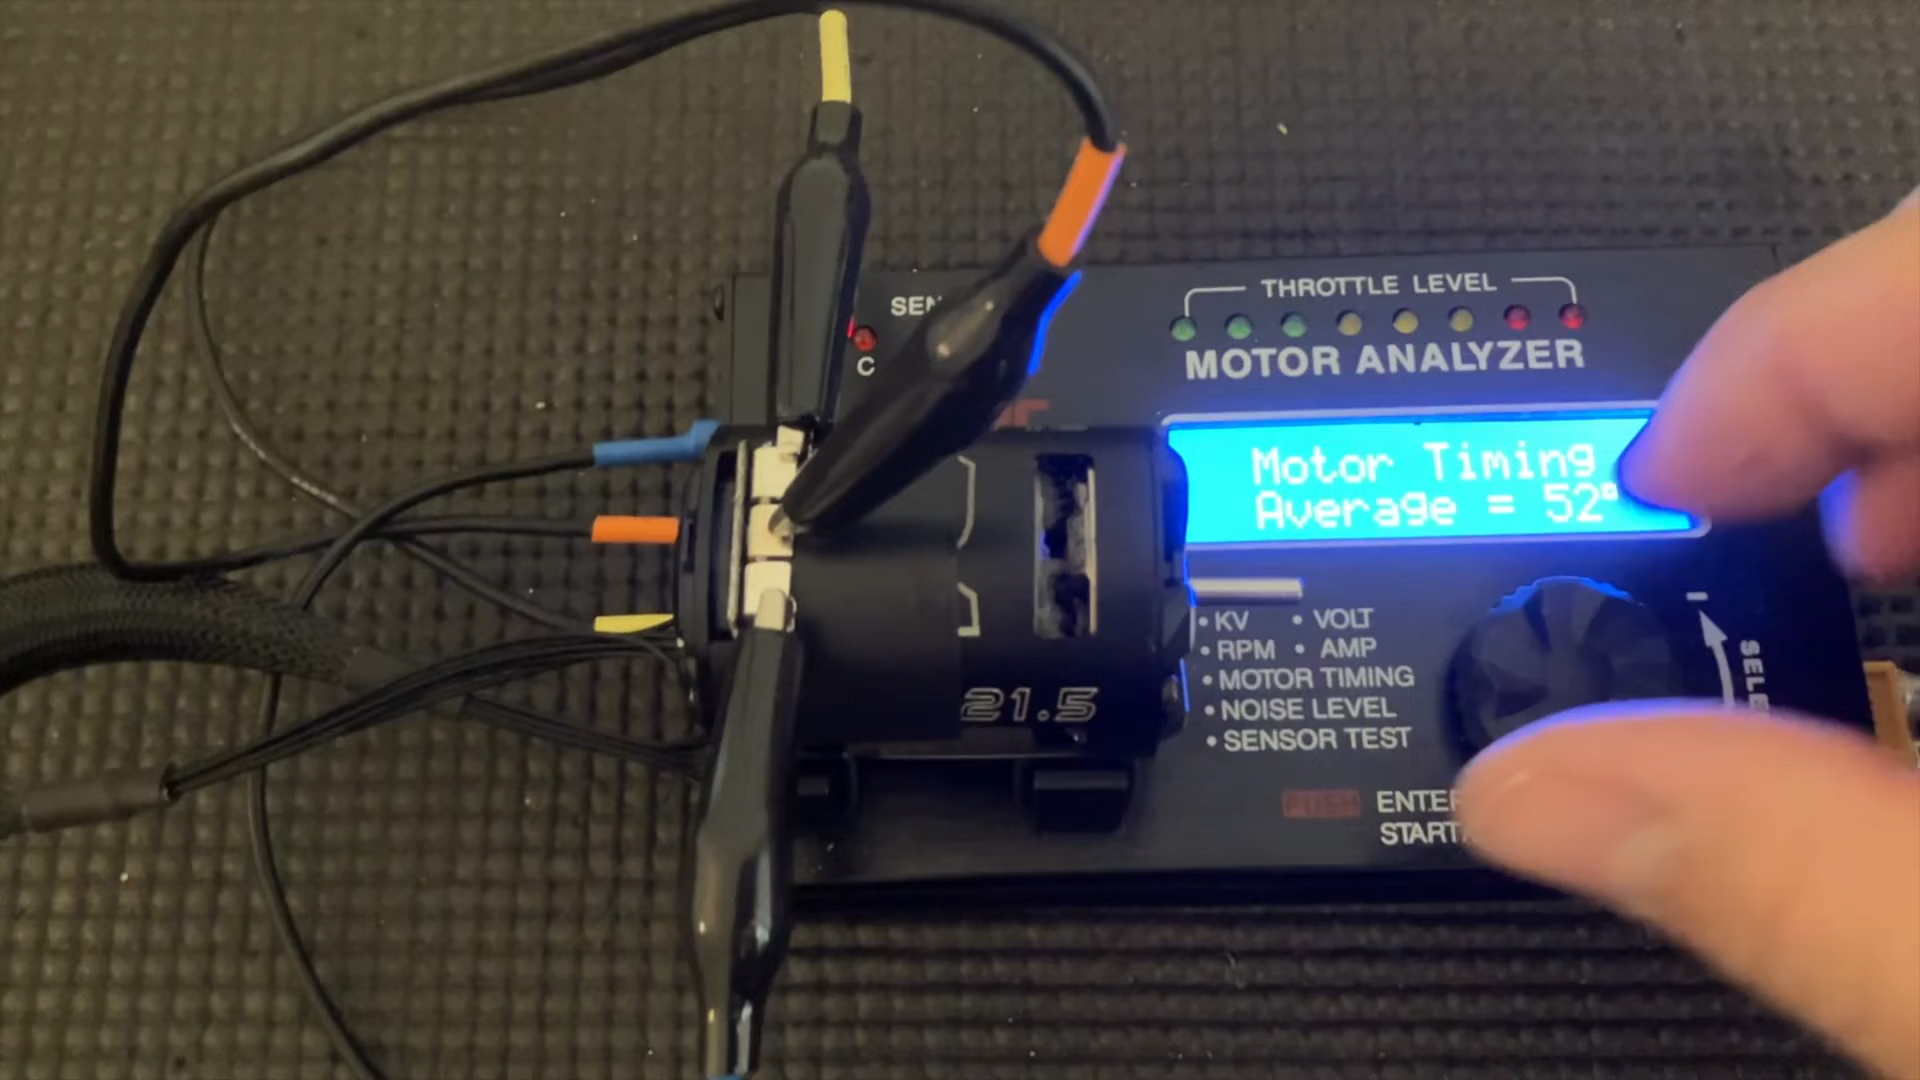 THROTTLE LEVEL
C
MOTOR ANALYZER
Motor Timing
Average = 52°
• KV • VOLT
• RPM • AMP
• MOTOR TIMING
• NOISE LEVEL
• SENSOR TEST
21.5
PUSH